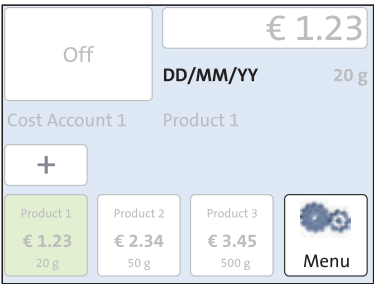 Off
€ 1.23
DD/MM/YY 20 g
Cost Account 1 Product 1
+
Product 1 Product 2 Product 3
€ 1.23 € 2.34 € 3.45
20 g 50 g 500 g
Menu